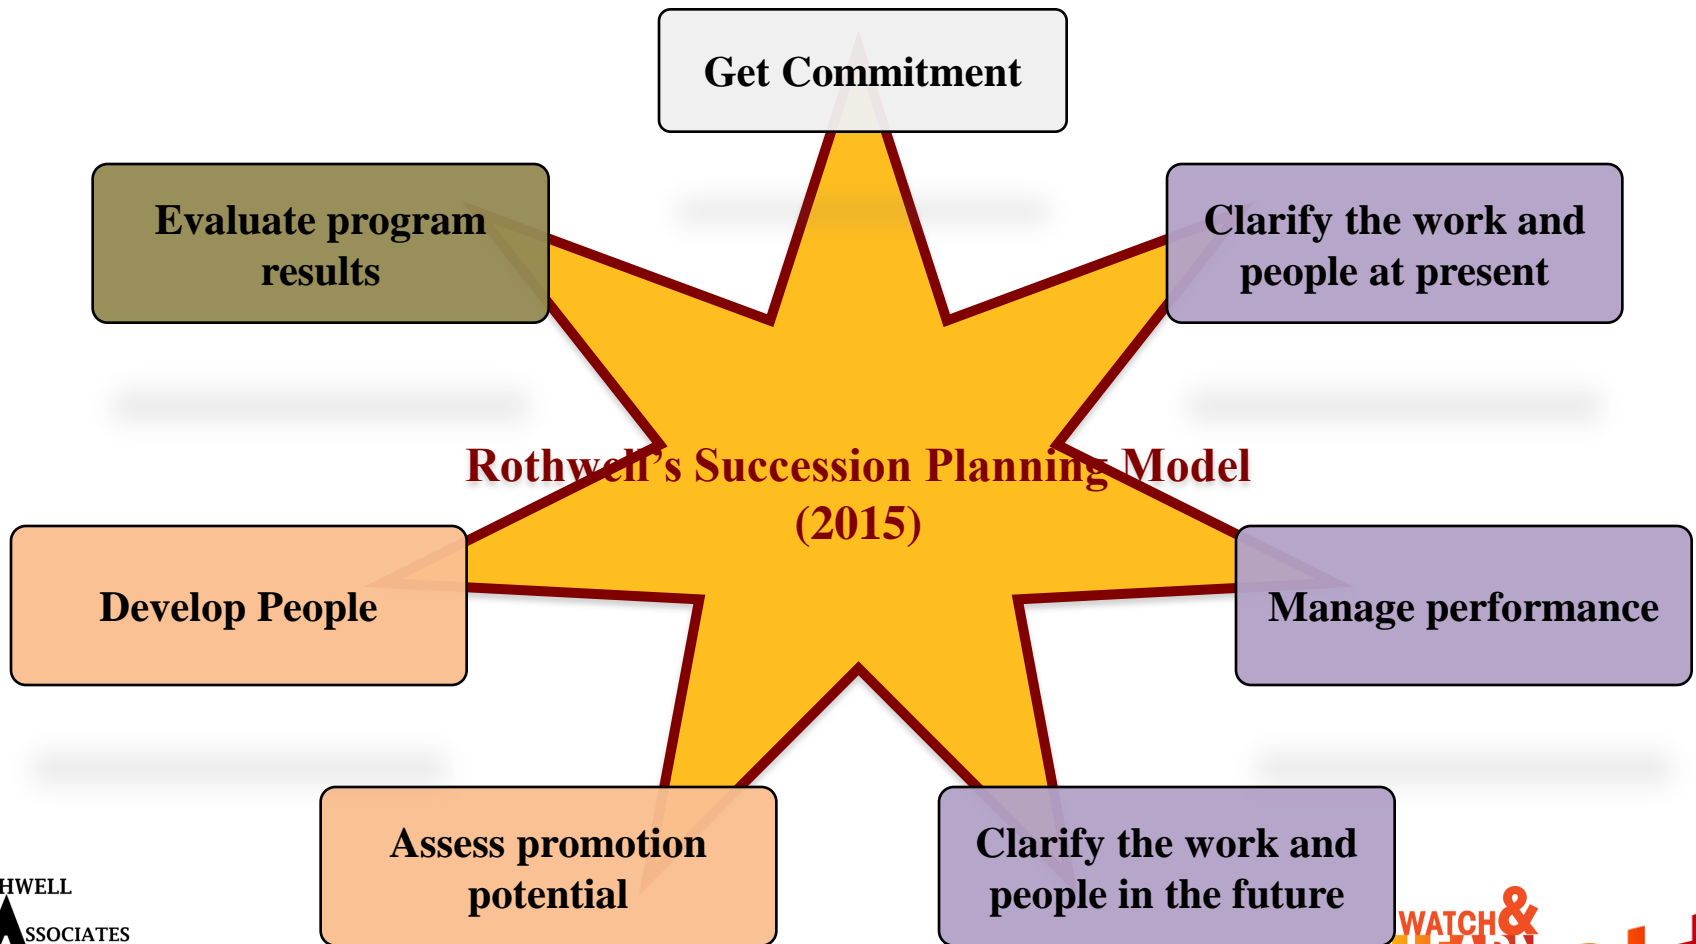 Get Commitment
Evaluate program
results
Clarify the work and
people at present
Rothwell's Succession Planning Model
(2015)
Develop People
Manage performance
Assess promotion
potential
Clarify the work and
people in the future
HWELL
SSOCIATES
WATCH&